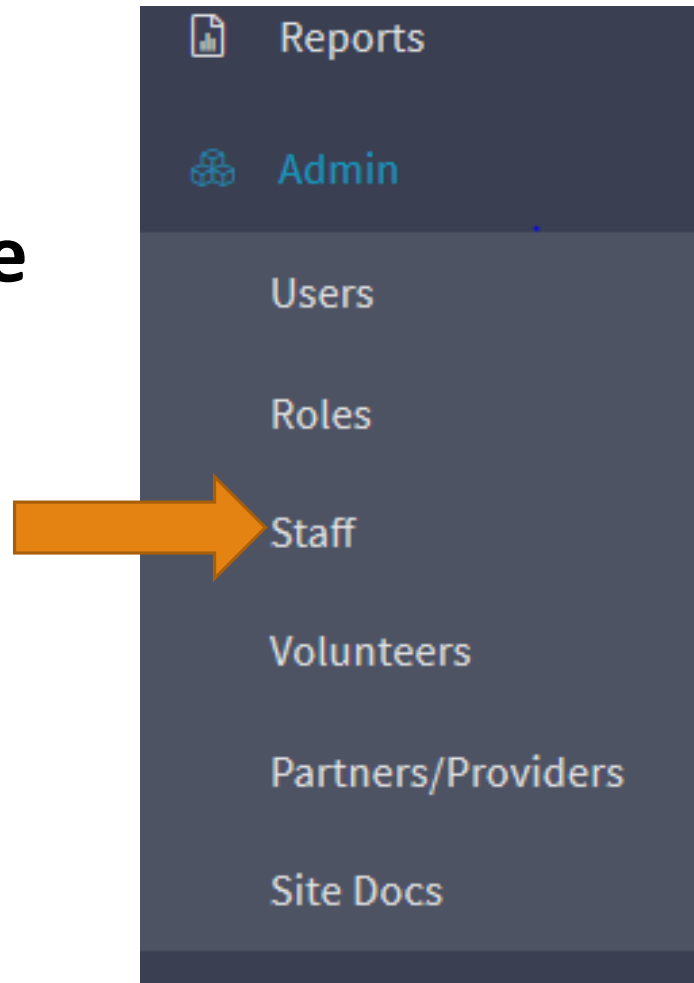 Reports
Admin
e
Users
Roles
Staff
Volunteers
Partners/Providers
Site Docs